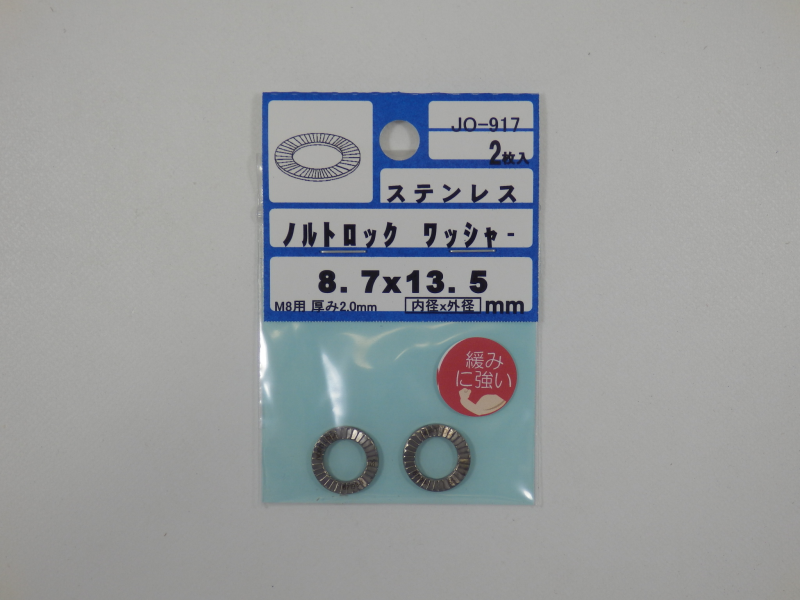 JO-917
2枚入
ステンレス
ノルトロック ワッシャー
8.7x13.5
M8用 厚み2.0mm 内径x外径 mm
緩み
に強い